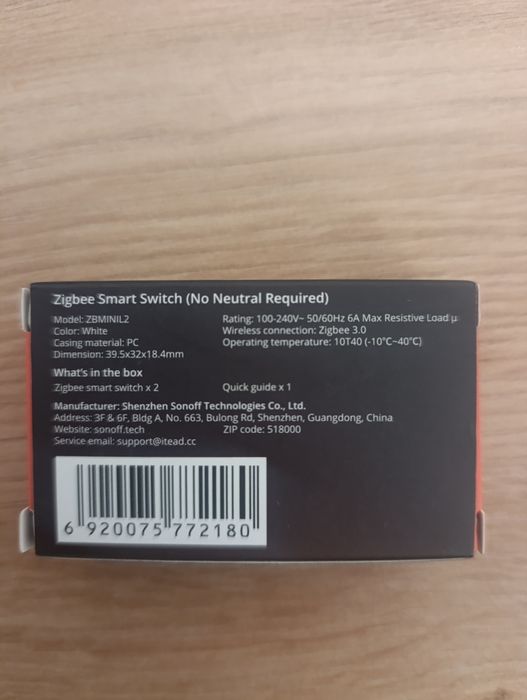 Zigbee Smart Switch (No Neutral Required)
Model: ZBMINIL2
Color: White
Casing material: PC
Dimension: 39.5x32x18.4mm
Rating: 100-240V~ 50/60Hz 6A Max Resistive Load µ
Wireless connection: Zigbee 3.0
Operating temperature: 10T40 (-10℃~40℃)
What's in the box
Zigbee smart switch x 2
Quick guide x 1
Manufacturer: Shenzhen Sonoff Technologies Co., Ltd.
Address: 3F & 6F, Bldg A, No. 663, Bulong Rd, Shenzhen, Guangdong, China
Website: sonoff.tech
ZIP code: 518000
Service email: support@itead.cc
6 920075 772180